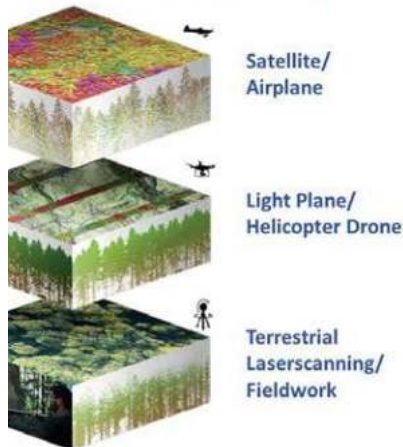 Satellite/
Airplane
Light Plane/
Helicopter Drone
Terrestrial
Laserscanning/
Fieldwork